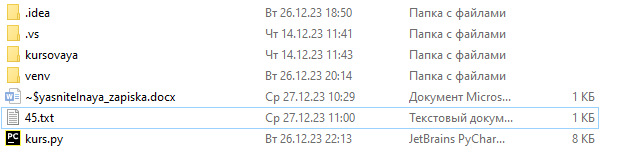 .idea Вт 26.12.23 18:50 Папка с файлами
.vs Чт 14.12.23 11:41 Папка с файлами
kursovaya Чт 14.12.23 11:43 Папка с файлами
venv Вт 26.12.23 20:14 Папка с файлами
~$yasnitelnaya_zapiska.docx Ср 27.12.23 10:29 Документ Micros... 1 КБ
45.txt Ср 27.12.23 11:00 Текстовый докум... 1 КБ
kurs.py Вт 26.12.23 22:13 JetBrains PyChar... 8 КБ